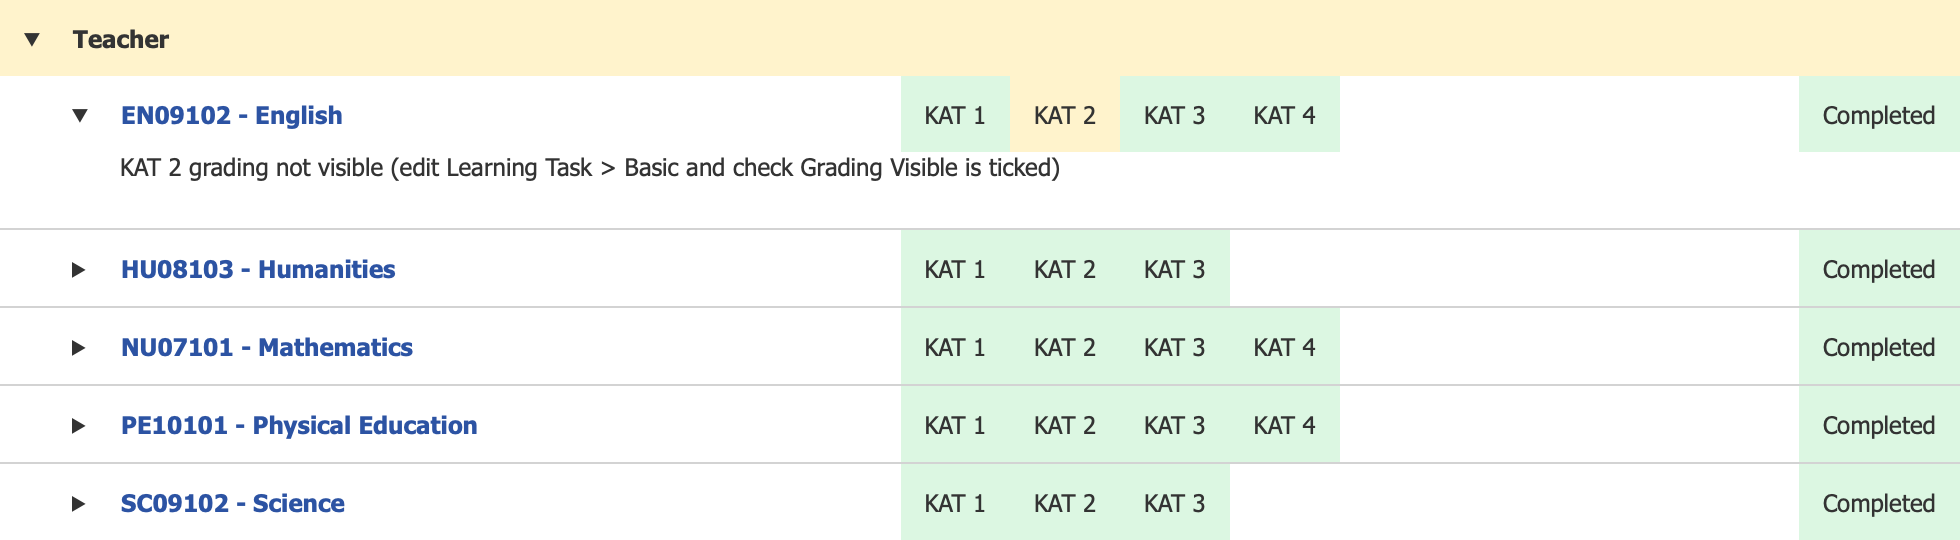 Teacher
EN09102 - English KAT 1 KAT 2 KAT 3 KAT 4 Completed
KAT 2 grading not visible (edit Learning Task > Basic and check Grading Visible is ticked)
HU08103 - Humanities KAT 1 KAT 2 KAT 3 Completed
NU07101 - Mathematics KAT 1 KAT 2 KAT 3 KAT 4 Completed
PE10101 - Physical Education KAT 1 KAT 2 KAT 3 KAT 4 Completed
SC09102 - Science KAT 1 KAT 2 KAT 3 Completed